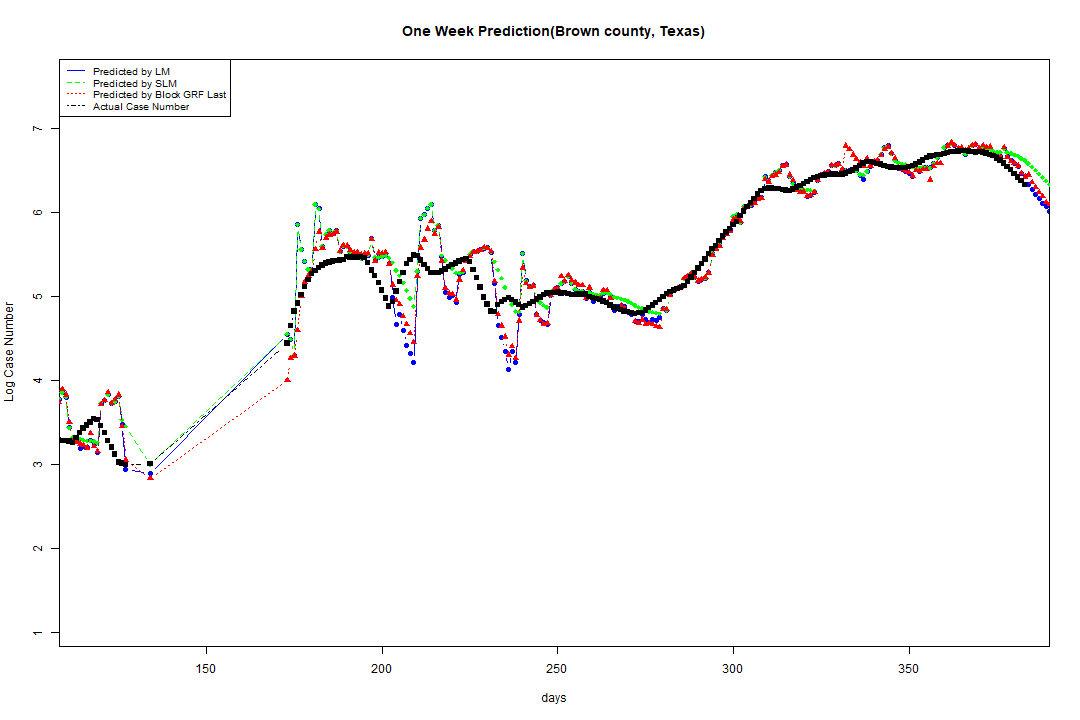 One Week Prediction(Brown county, Texas)
Predicted by LM
Predicted by SLM
Predicted by Block GRF Last
Actual Case Number
7
6
5
4
3
2
1
Log Case Number
150 200 250 300 350
days